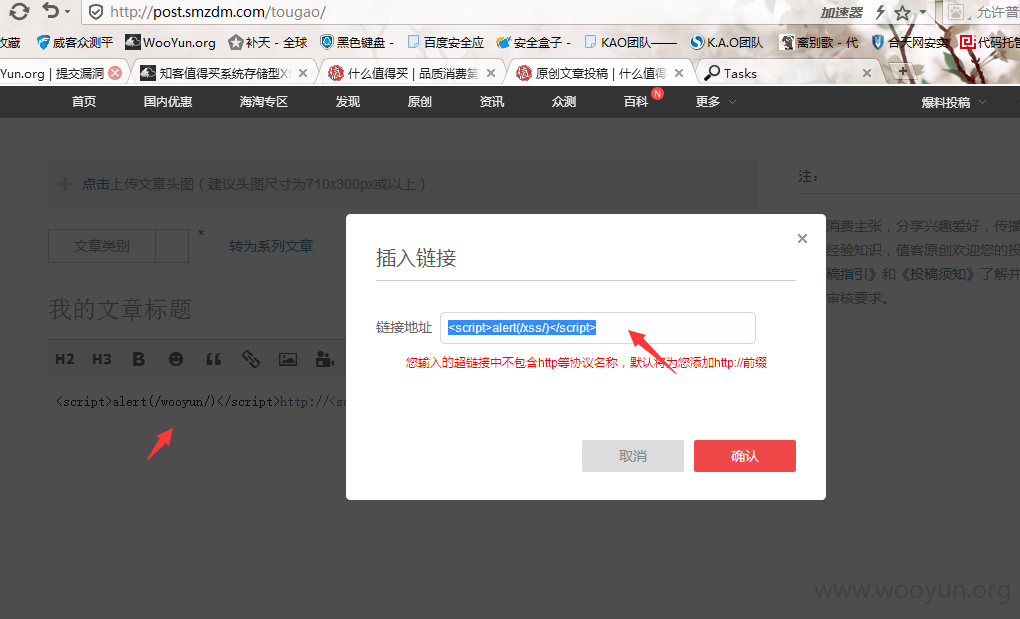 http://post.smzdm.com/tougao/
加速器
允许普
收藏
威客众测平
WooYun.org
补天 - 全球
黑色键盘 -
百度安全应
安全盒子 -
KAO团队——
K.A.O团队
离别歌 - 代
合天网安实
代码托管
Yun.org | 提交漏洞
知客值得买系统存储型XS
什么值得买 | 品质消费第
原创文章投稿 | 什么值得
Tasks
首页
国内优惠
海淘专区
发现
原创
资讯
众测
百科
N
更多
爆料投稿
点击上传文章头图 ( 建议头图尺寸为710x300px或以上 )
注：
文章类别
*
转为系列文章
消费主张，分享兴趣爱好，传播
经验知识，值客原创欢迎您的投
稿指引》和《投稿须知》了解并
审核要求。
我的文章标题
H2 H3 B
<script>alert(/wooyun/)</script>http://<sc
插入链接
链接地址
<script>alert(/xss/)</script>
您输入的超链接中不包含http等协议名称，默认将为您添加http://前缀
取消
确认
www.wooyun.org